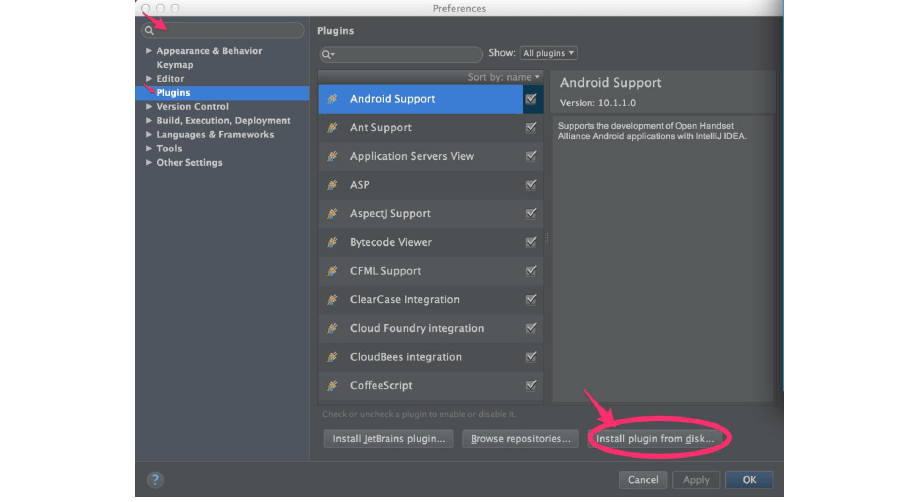 Preferences
Appearance & Behavior
Keymap
Editor
Plugins
Version Control
Build, Execution, Deployment
Languages & Frameworks
Tools
Other Settings
Plugins
Show: All plugins
Sort by: name
Android Support
Ant Support
Application Servers View
ASP
AspectJ Support
Bytecode Viewer
CFML Support
ClearCase Integration
Cloud Foundry integration
CloudBees integration
CoffeeScript
Check or uncheck a plugin to enable or disable it.
Install JetBrains plugin...
Browse repositories...
Install plugin from disk...
Android Support
Version: 10.1.1.0
Supports the development of Open Handset
Alliance Android applications with IntelliJ IDEA.
?
Cancel
Apply
OK